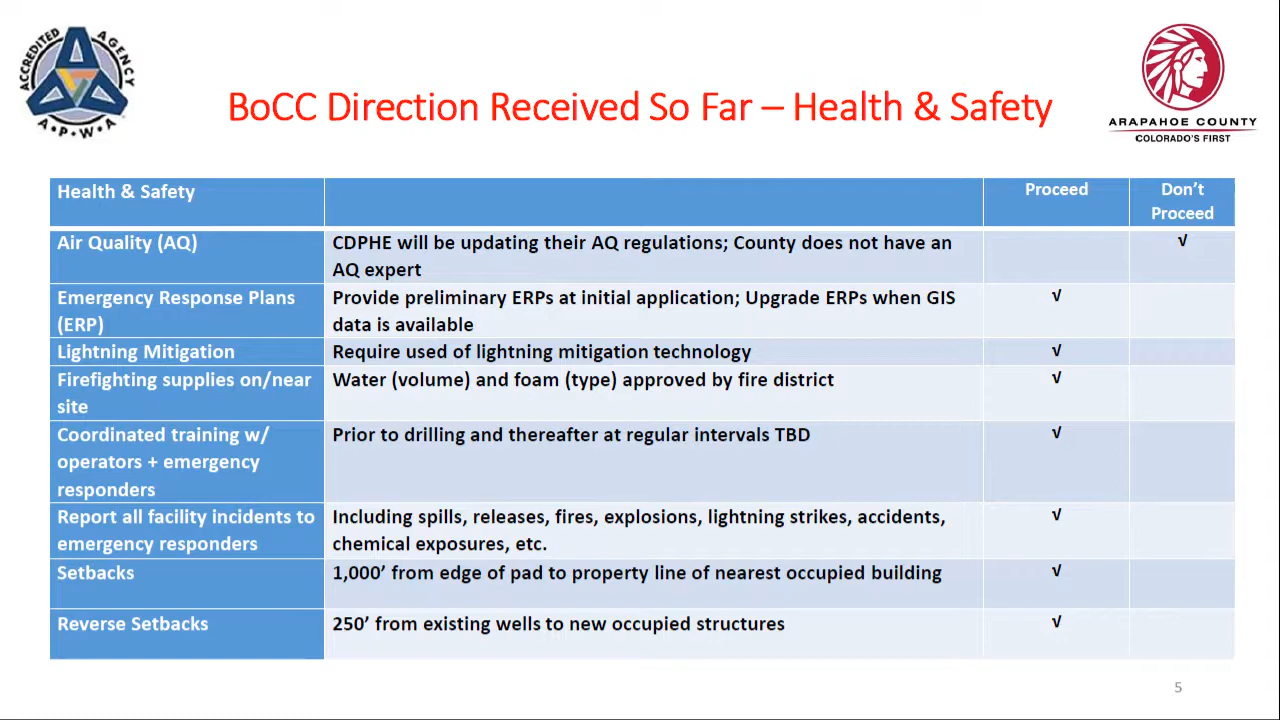 ACCREDITED AGENCY
A·P·W·A
BoCC Direction Received So Far – Health & Safety
ARAPAHOE COUNTY
COLORADO'S FIRST
Health & Safety
Proceed
Don't
Proceed
Air Quality (AQ)
CDPHE will be updating their AQ regulations; County does not have an
AQ expert
√
Emergency Response Plans
(ERP)
Provide preliminary ERPs at initial application; Upgrade ERPs when GIS
data is available
√
Lightning Mitigation
Require used of lightning mitigation technology
√
Firefighting supplies on/near
site
Water (volume) and foam (type) approved by fire district
√
Coordinated training w/
operators + emergency
responders
Prior to drilling and thereafter at regular intervals TBD
√
Report all facility incidents to
emergency responders
Including spills, releases, fires, explosions, lightning strikes, accidents,
chemical exposures, etc.
√
Setbacks
1,000’ from edge of pad to property line of nearest occupied building
√
Reverse Setbacks
250’ from existing wells to new occupied structures
√
5